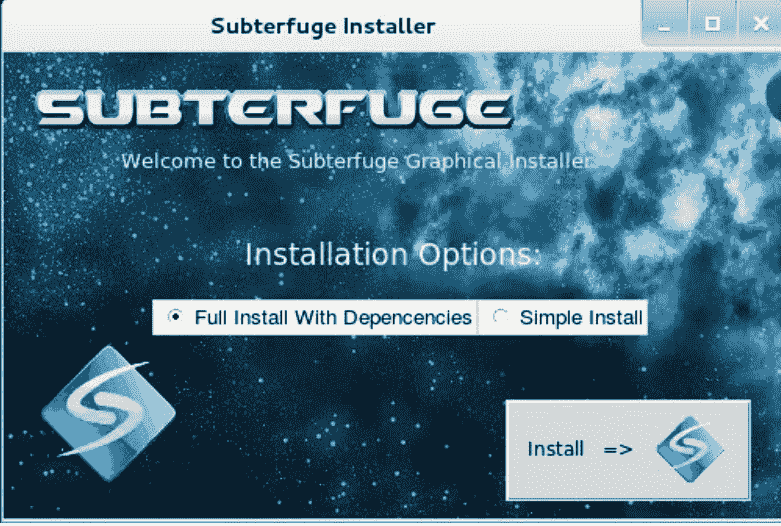 Subterfuge Installer
SUBTERFUGE
Welcome to the Subterfuge Graphical Installer
Installation Options:
Full Install With Depencencies Simple Install
Install =>